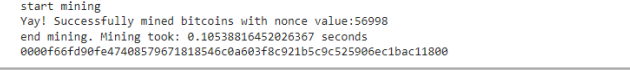 start mining
Yay! Successfully mined bitcoins with nonce value:56998
end mining. Mining took: 0.10538816452026367 seconds
0000f66fd90fe47408579671818546c0a603f8c921b5c9c525906ec1bac11800